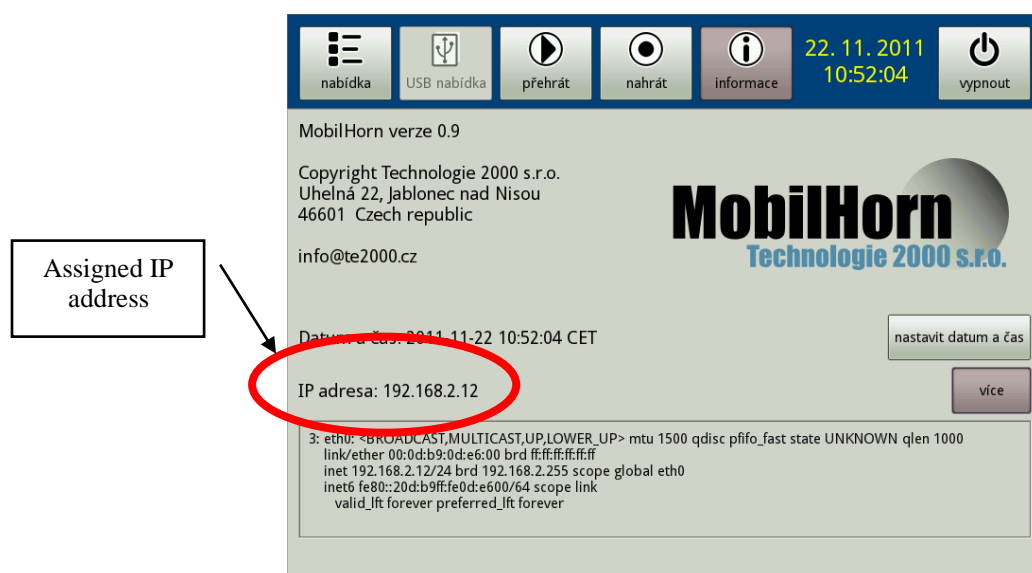 nabídka
USB nabídka
přehrát
nahrát
informace
22. 11. 2011
10:52:04
vypnout
MobilHorn verze 0.9
Copyright Technologie 2000 s.r.o.
Uhelná 22, Jablonec nad Nisou
46601 Czech republic
info@te2000.cz
MobilHorn
Technologie 2000 s.r.o.
Assigned IP
address
Datum a čas: 2011-11-22 10:52:04 CET
nastavit datum a čas
IP adresa: 192.168.2.12
více
3: eth0: <BROADCAST,MULTICAST,UP,LOWER_UP> mtu 1500 qdisc pfifo_fast state UNKNOWN qlen 1000
link/ether 00:0d:b9:0d:e6:00 brd ff:ff:ff:ff:ff:ff
inet 192.168.2.12/24 brd 192.168.2.255 scope global eth0
inet6 fe80::20d:b9ff:fe0d:e600/64 scope link
valid_lft forever preferred_lft forever